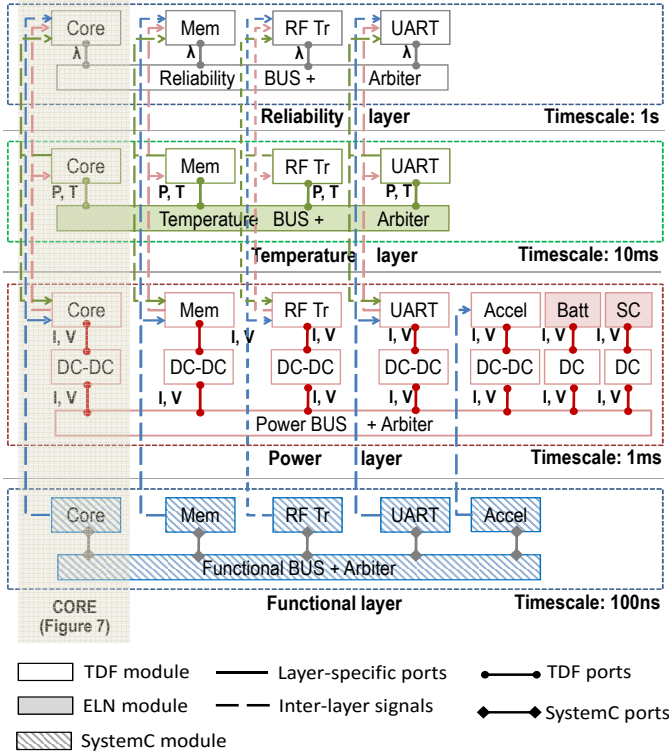 Core Mem RF Tr UART
λ λ λ λ
Reliability BUS + Arbiter
Reliability layer Timescale: 1s
Core Mem RF Tr UART
P, T P, T P, T P, T
Temperature BUS + Arbiter
Timescale: 10ms
Temperature layer
Core Mem RF Tr UART Accel Batt SC
I, V I, V I, V I, V I, V I, V I, V
DC-DC DC-DC DC-DC DC-DC DC-DC DC DC
I, V I, V I, V I, V I, V I, V I, V
Power BUS + Arbiter
Power layer Timescale: 1ms
Core Mem RF Tr UART Accel
Functional BUS + Arbiter
Functional layer Timescale: 100ns
CORE
(Figure 7)
TDF module Layer-specific ports TDF ports
ELN module Inter-layer signals SystemC ports
SystemC module